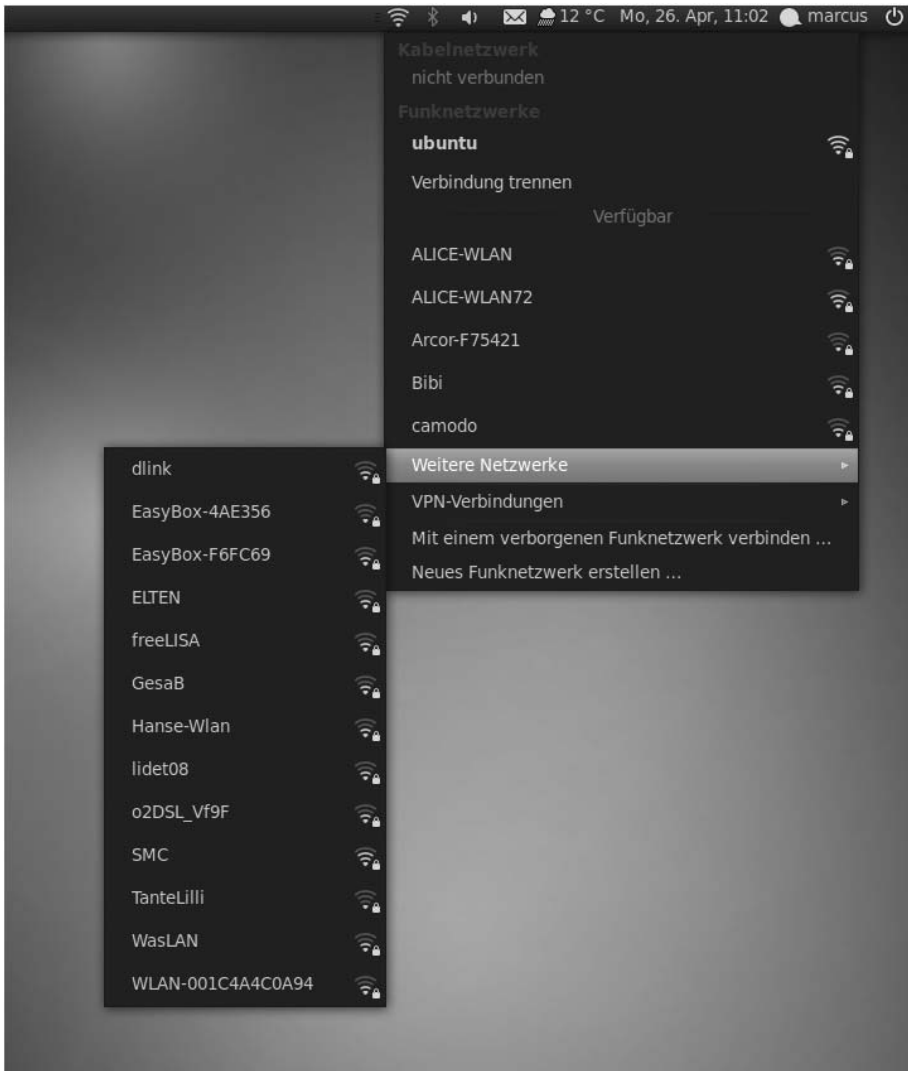 12 °C Mo, 26. Apr, 11:02 marcus
Kabelnetzwerk
nicht verbunden
Funknetzwerke
ubuntu
Verbindung trennen
Verfügbar
ALICE-WLAN
ALICE-WLAN72
Arcor-F75421
Bibi
camodo
Weitere Netzwerke
VPN-Verbindungen
Mit einem verborgenen Funknetzwerk verbinden ...
Neues Funknetzwerk erstellen ...
dlink
EasyBox-4AE356
EasyBox-F6FC69
ELTEN
freeLISA
GesaB
Hanse-Wlan
lidet08
o2DSL_Vf9F
SMC
TanteLilli
WasLAN
WLAN-001C4A4C0A94